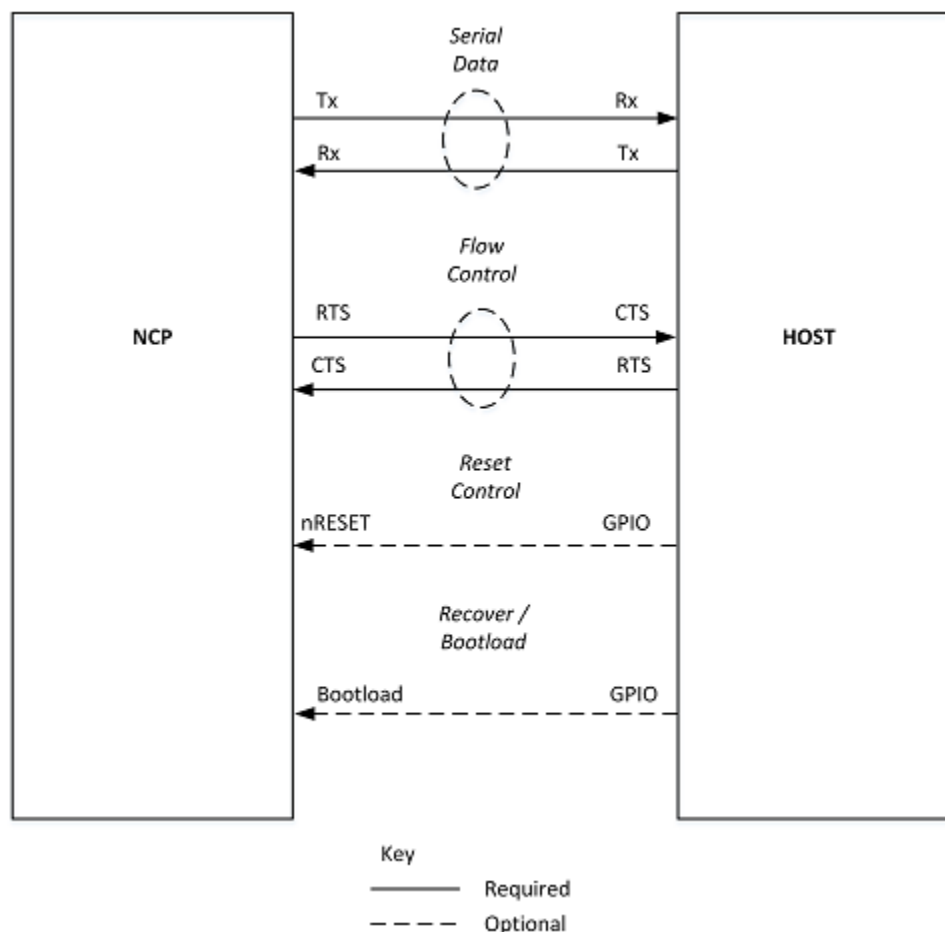 Serial
Data
Tx
Rx
Rx
Tx
Flow
Control
RTS
CTS
NCP
HOST
CTS
RTS
Reset
Control
nRESET
GPIO
Recover /
Bootload
Bootload
GPIO
Key
Required
Optional